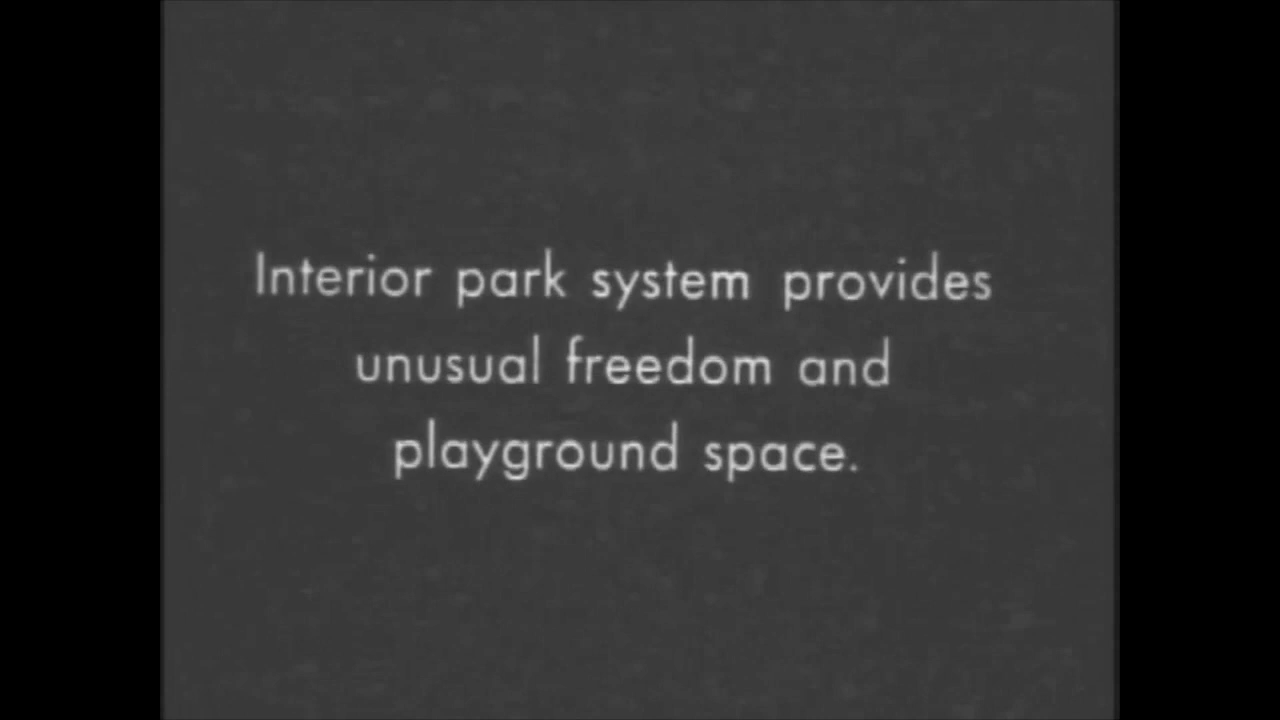 Interior park system provides
unusual freedom and
playground space.